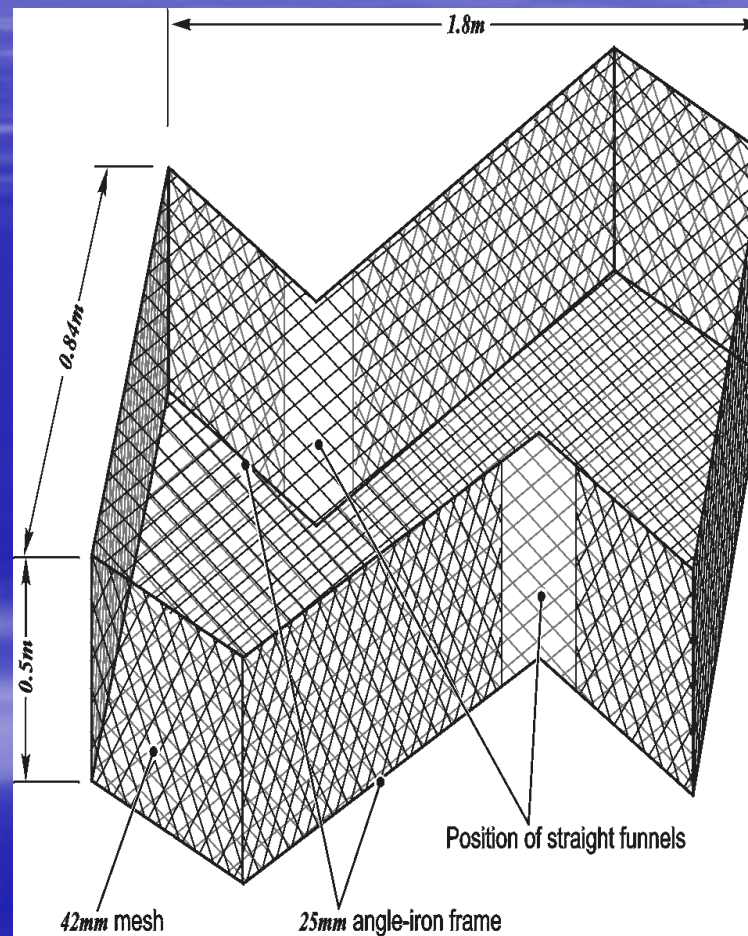 1.8m
0.84m
0.5m
Position of straight funnels
42mm mesh
25mm angle-iron frame